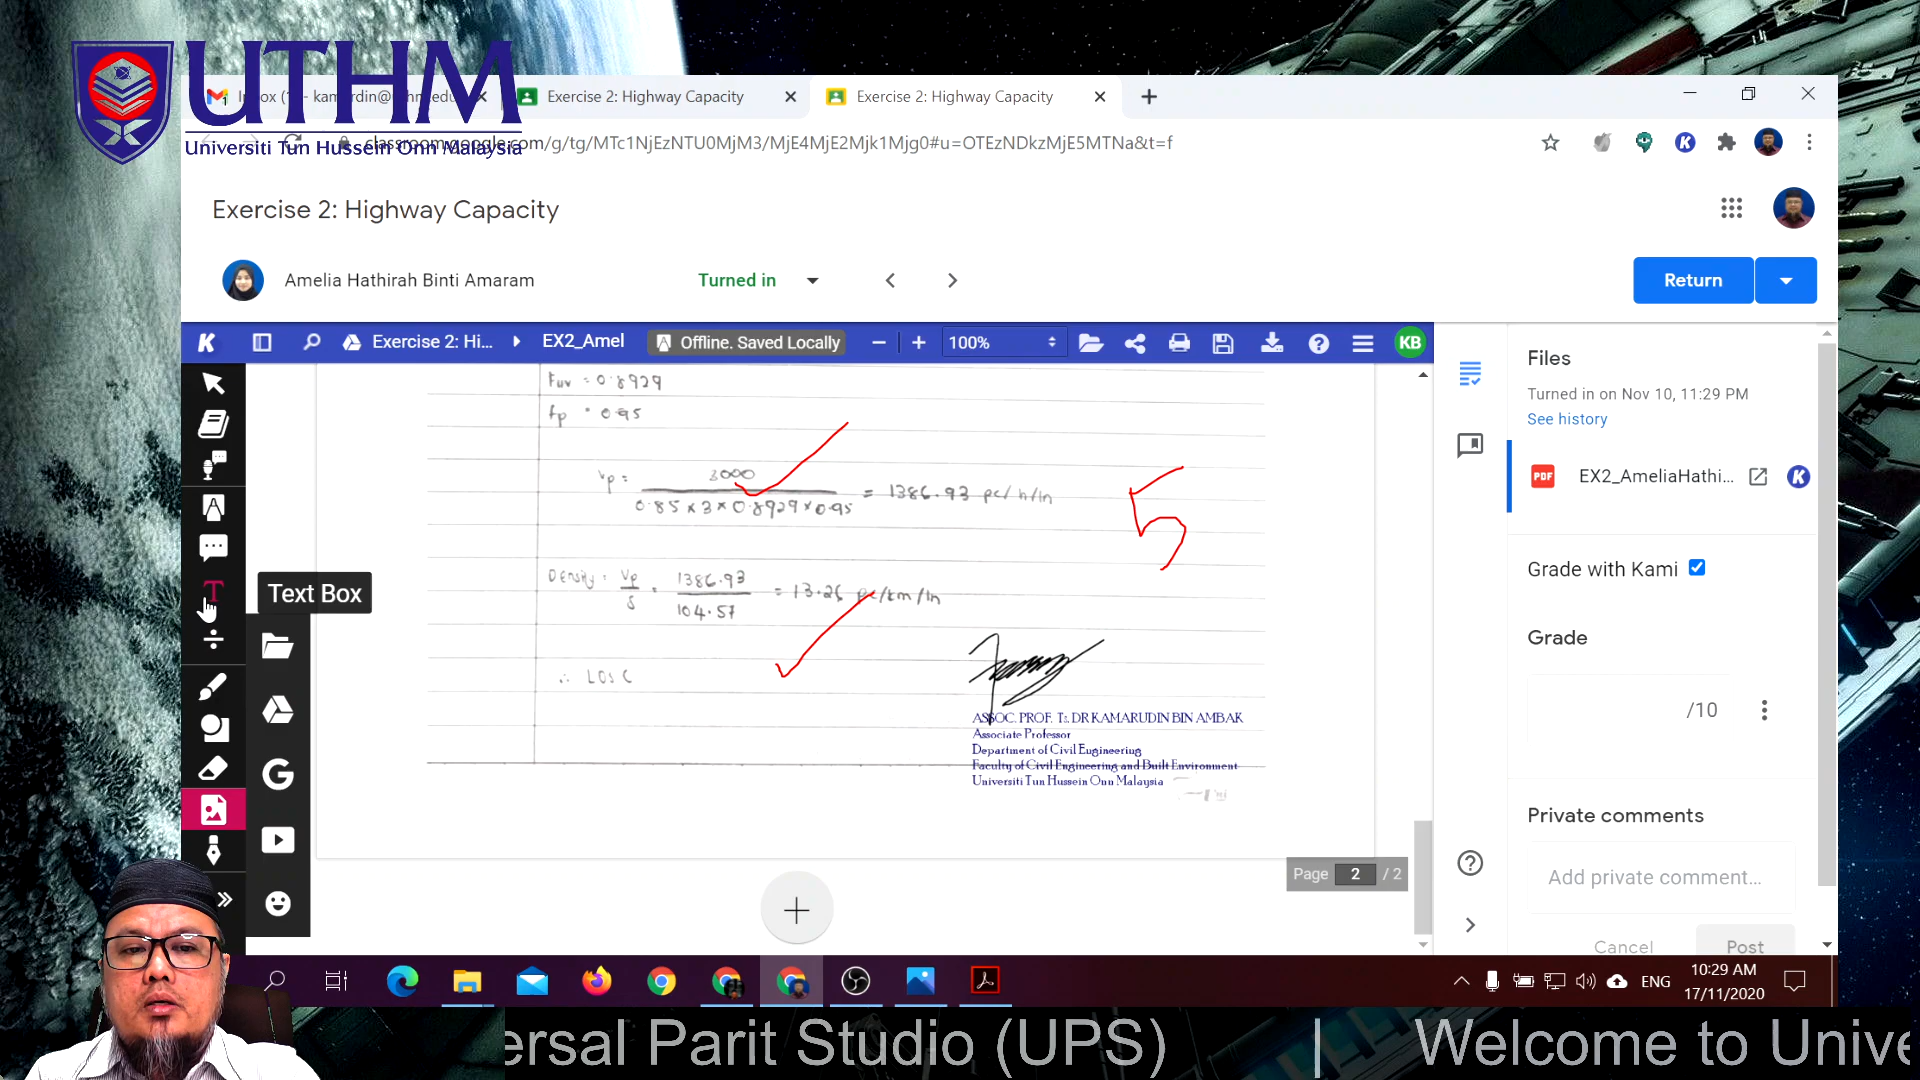 UTHM
Universiti Tun Hussein Onn Malaysia
Exercise 2: Highway Capacity
Exercise 2: Highway Capacity
classroom.google.com/g/tg/MTc1NjEzNTU0MjM3/MjE4MjE2Mjk1Mjg0#u=OTEzNDkzMjE5MTNa&t=f
Exercise 2: Highway Capacity
Amelia Hathirah Binti Amaram
Turned in
Return
K
Exercise 2: Hi...
EX2_Amel
Offline. Saved Locally
100%
KB
Fuv = 0.8929
fp = 0.95
Vp = 3000
0.85 x 3 x 0.8929 x 0.95
= 1386.93 pc/h/ln
5
Density = Vp
S
= 1386.93
104.57
= 13.26 pc/km/ln
∴ LOS C
Text Box
ASSOC. PROF. Ts. DR KAMARUDIN BIN AMBAK
Associate Professor
Department of Civil Engineering
Faculty of Civil Engineering and Built Environment
Universiti Tun Hussein Onn Malaysia
Page 2 / 2
Files
Turned in on Nov 10, 11:29 PM
See history
PDF
EX2_AmeliaHathi...
Grade with Kami
Grade
/10
Private comments
Add private comment...
Cancel
Post
ENG
10:29 AM
17/11/2020
ersal Parit Studio (UPS) | Welcome to Unive